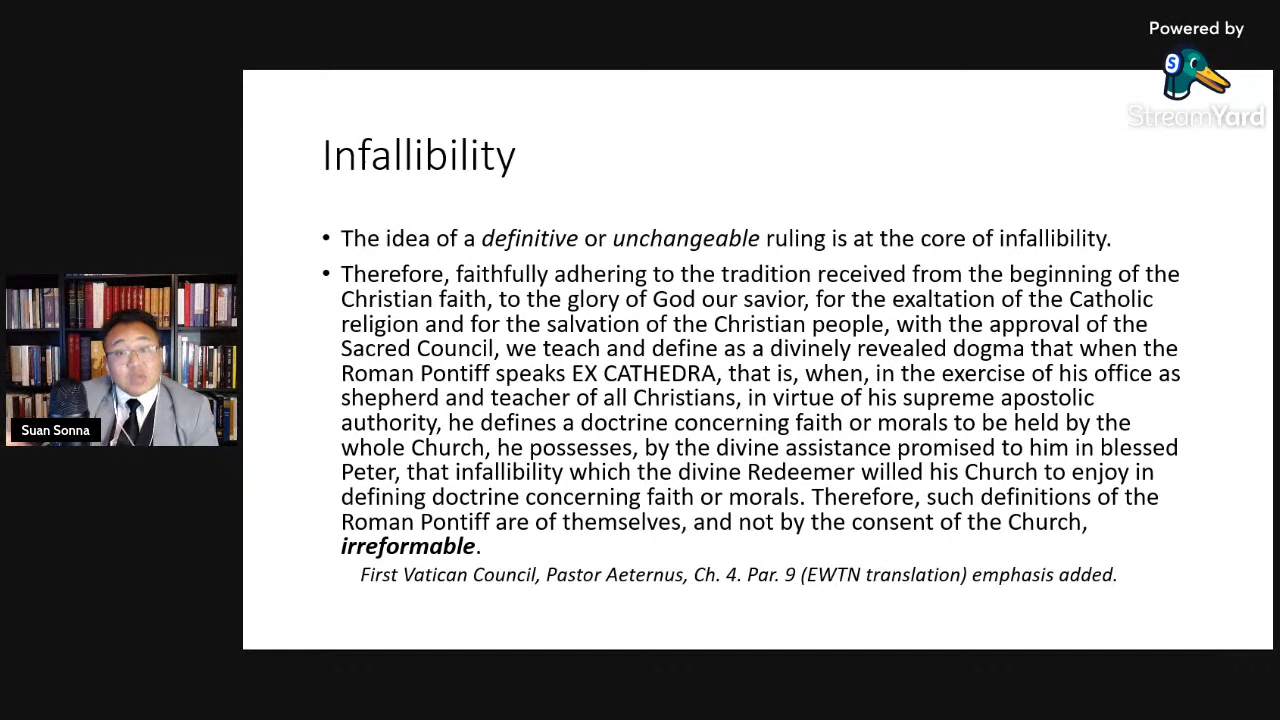 Powered by
S
StreamYard
Infallibility
• The idea of a definitive or unchangeable ruling is at the core of infallibility.
• Therefore, faithfully adhering to the tradition received from the beginning of the
Christian faith, to the glory of God our savior, for the exaltation of the Catholic
religion and for the salvation of the Christian people, with the approval of the
Sacred Council, we teach and define as a divinely revealed dogma that when the
Roman Pontiff speaks EX CATHEDRA, that is, when, in the exercise of his office as
shepherd and teacher of all Christians, in virtue of his supreme apostolic
authority, he defines a doctrine concerning faith or morals to be held by the
whole Church, he possesses, by the divine assistance promised to him in blessed
Peter, that infallibility which the divine Redeemer willed his Church to enjoy in
defining doctrine concerning faith or morals. Therefore, such definitions of the
Roman Pontiff are of themselves, and not by the consent of the Church,
irreformable.
First Vatican Council, Pastor Aeternus, Ch. 4. Par. 9 (EWTN translation) emphasis added.
Suan Sonna